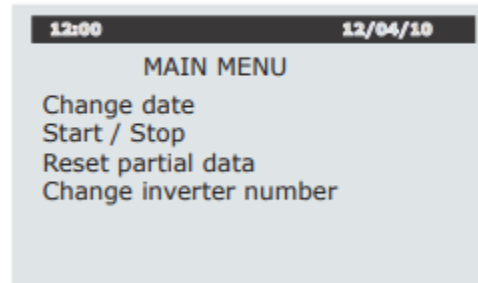 12:00 12/04/10
MAIN MENU
Change date
Start / Stop
Reset partial data
Change inverter number